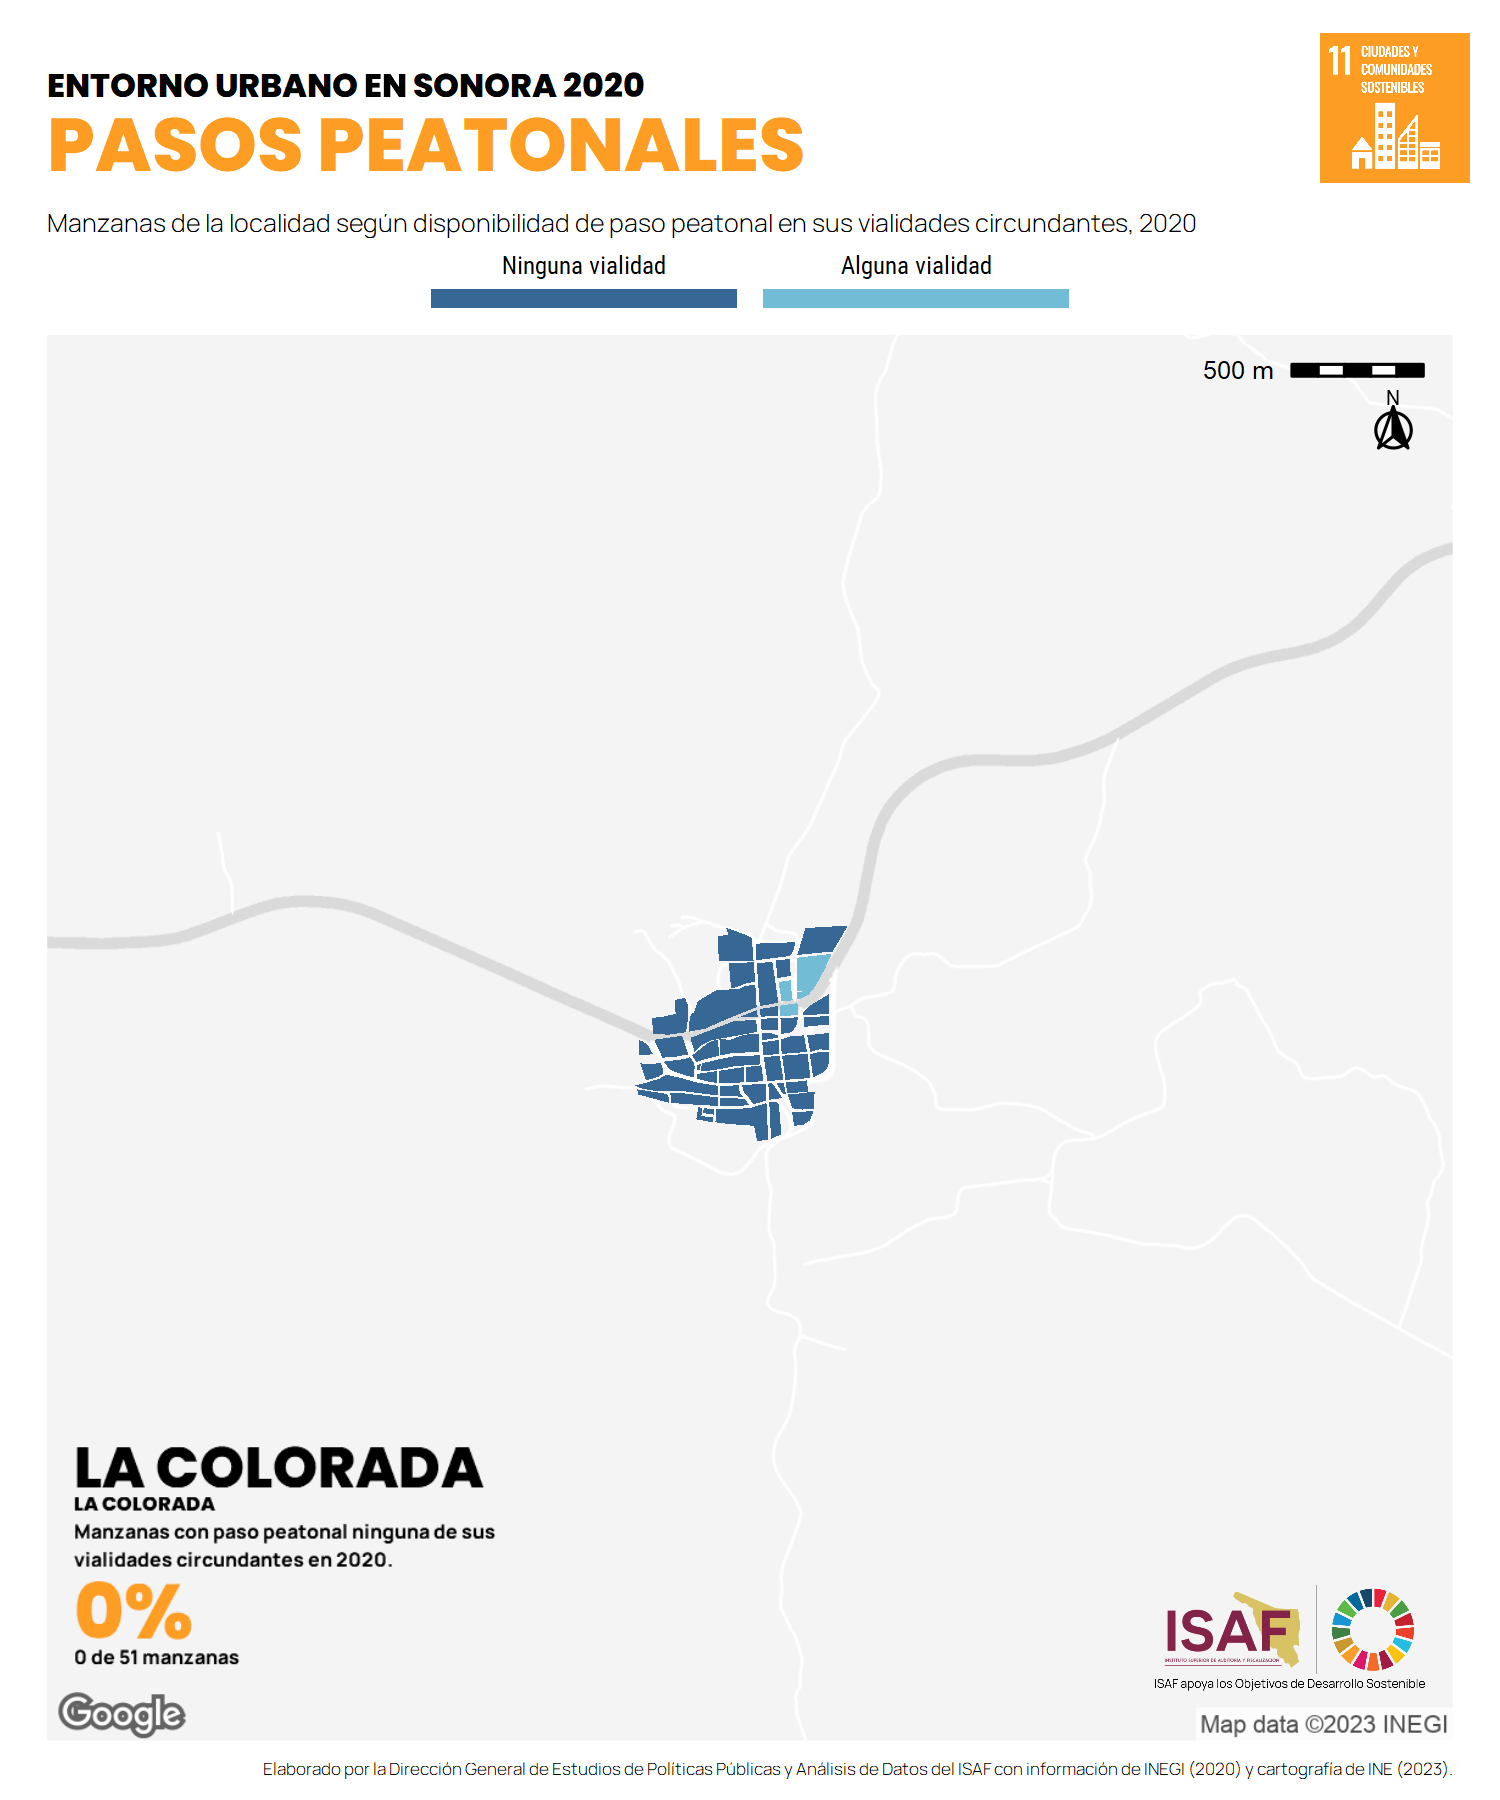 ENTORNO URBANO EN SONORA 2020
PASOS PEATONALES
11 CIUDADES Y
COMUNIDADES
SOSTENIBLES
Manzanas de la localidad según disponibilidad de paso peatonal en sus vialidades circundantes, 2020
Ninguna vialidad
Alguna vialidad
500 m
N
LA COLORADA
LA COLORADA
Manzanas con paso peatonal ninguna de sus
vialidades circundantes en 2020.
0%
0 de 51 manzanas
ISAF
INSTITUTO SUPERIOR DE AUDITORÍA Y FISCALIZACIÓN
ISAF apoya los Objetivos de Desarrollo Sostenible
Google
Map data ©2023 INEGI
Elaborado por la Dirección General de Estudios de Políticas Públicas y Análisis de Datos del ISAF con información de INEGI (2020) y cartografía de INE (2023).